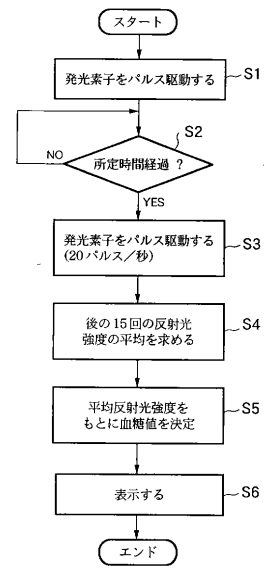 スタート
発光素子をパルス駆動する
S1
S2
所定時間経過 ?
NO
YES
発光素子をパルス駆動する
(20パルス/秒)
S3
後の15回の反射光
強度の平均を求める
S4
平均反射光強度を
もとに血糖値を決定
S5
表示する
S6
エンド